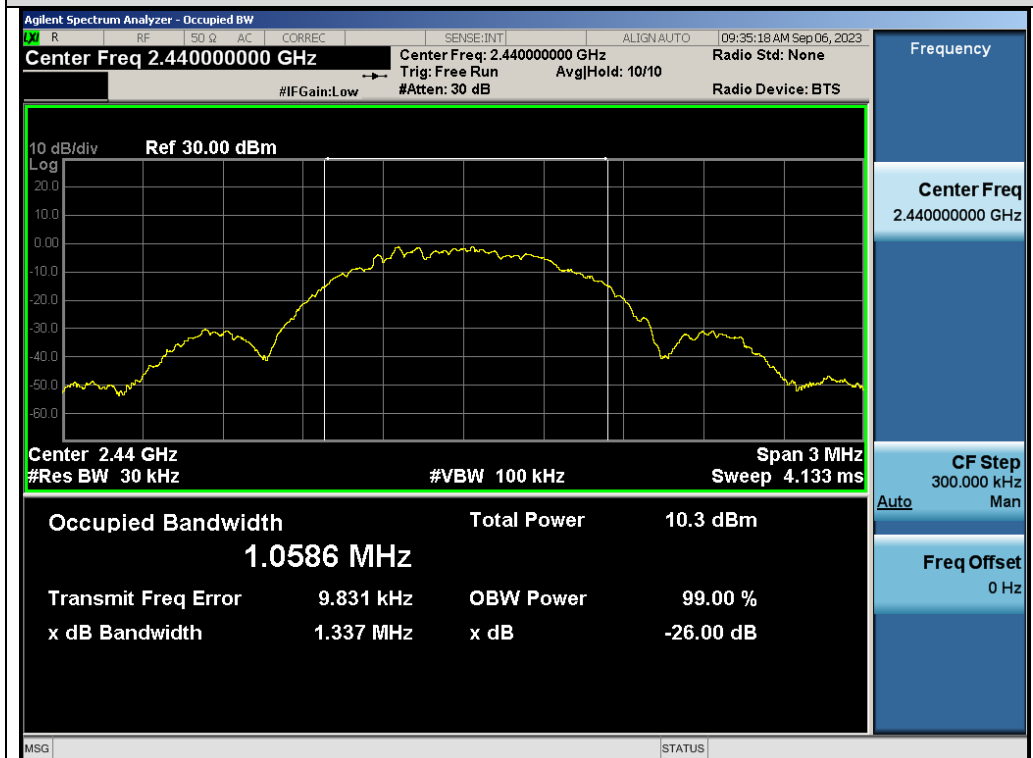 Agilent Spectrum Analyzer - Occupied BW
LXI R RF 50 Ω AC CORREC SENSE:INT ALIGN AUTO 09:35:18 AM Sep 06, 2023
Center Freq 2.440000000 GHz Center Freq: 2.440000000 GHz Radio Std: None
Trig: Free Run Avg|Hold: 10/10
#IFGain:Low #Atten: 30 dB Radio Device: BTS
Frequency
10 dB/div Ref 30.00 dBm
Log
20.0
10.0
0.00
-10.0
-20.0
-30.0
-40.0
-50.0
-60.0
Center 2.44 GHz Span 3 MHz
#Res BW 30 kHz #VBW 100 kHz Sweep 4.133 ms
Occupied Bandwidth Total Power 10.3 dBm
1.0586 MHz
Transmit Freq Error 9.831 kHz OBW Power 99.00 %
x dB Bandwidth 1.337 MHz x dB -26.00 dB
Center Freq
2.440000000 GHz
CF Step
300.000 kHz
Auto Man
Freq Offset
0 Hz
MSG STATUS